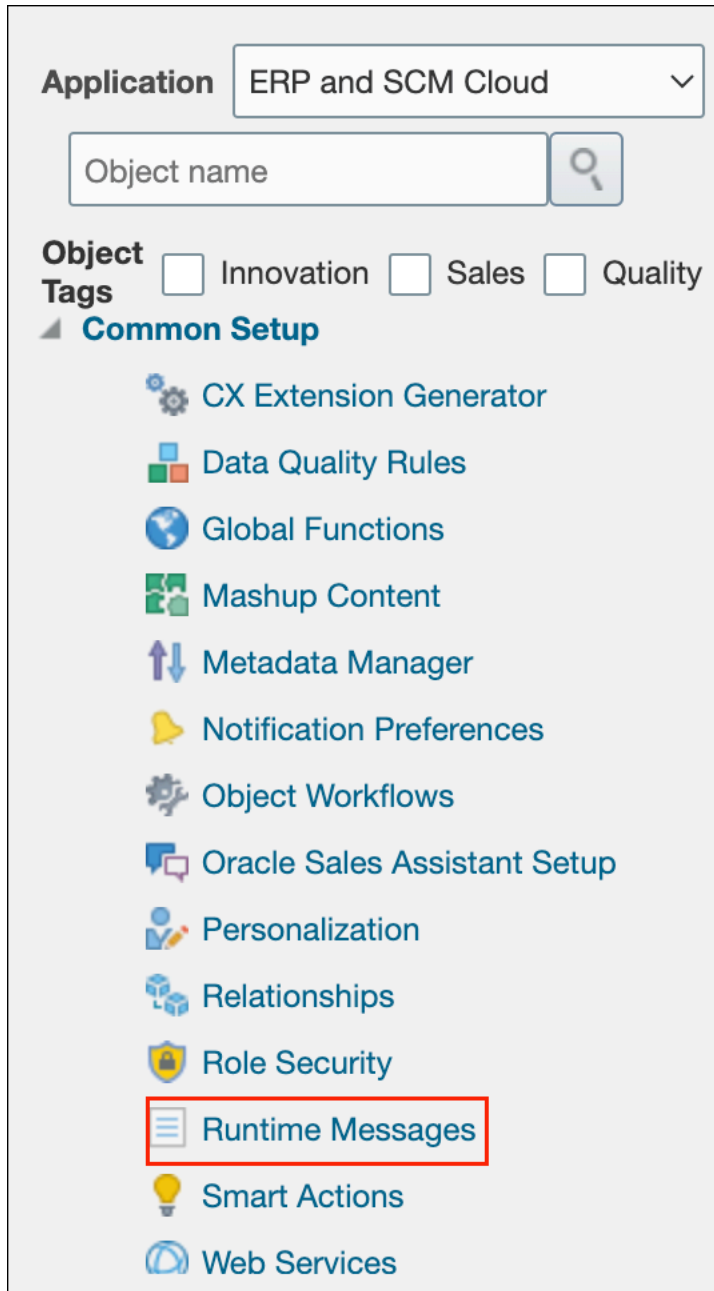 Application ERP and SCM Cloud
Object name
Object Tags Innovation Sales Quality
Common Setup
CX Extension Generator
Data Quality Rules
Global Functions
Mashup Content
Metadata Manager
Notification Preferences
Object Workflows
Oracle Sales Assistant Setup
Personalization
Relationships
Role Security
Runtime Messages
Smart Actions
Web Services